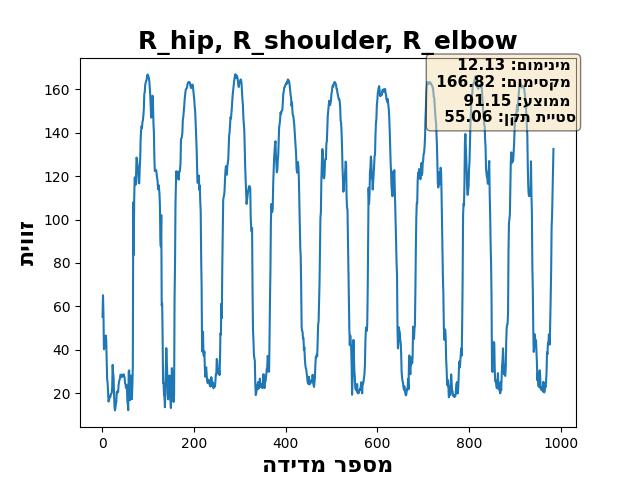 R_hip, R_shoulder, R_elbow
מינימום: 12.13
מקסימום: 166.82
ממוצע: 91.15
סטיית תקן: 55.06
זווית
160
140
120
100
80
60
40
20
0 200 400 600 800 1000
מספר מדידה